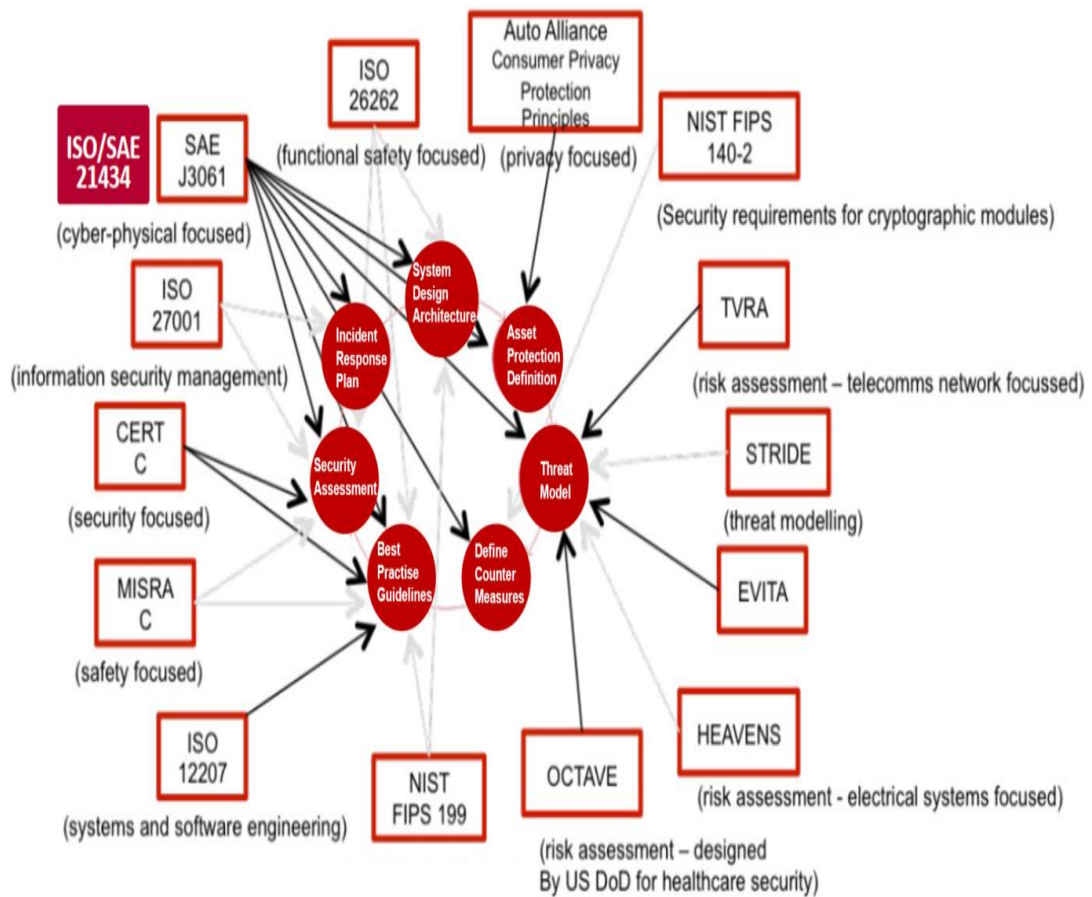 Auto Alliance
Consumer Privacy
Protection
Principles
(privacy focused)
ISO
26262
(functional safety focused)
NIST FIPS
140-2
(Security requirements for cryptographic modules)
ISO/SAE
21434
SAE
J3061
(cyber-physical focused)
ISO
27001
(information security management)
TVRA
(risk assessment – telecomms network focussed)
CERT
C
(security focused)
STRIDE
(threat modelling)
MISRA
C
(safety focused)
EVITA
ISO
12207
(systems and software engineering)
NIST
FIPS 199
OCTAVE
(risk assessment – designed
By US DoD for healthcare security)
HEAVENS
(risk assessment - electrical systems focused)
System
Design
Architecture
Incident
Response
Plan
Asset
Protection
Definition
Security
Assessment
Threat
Model
Best
Practise
Guidelines
Define
Counter
Measures